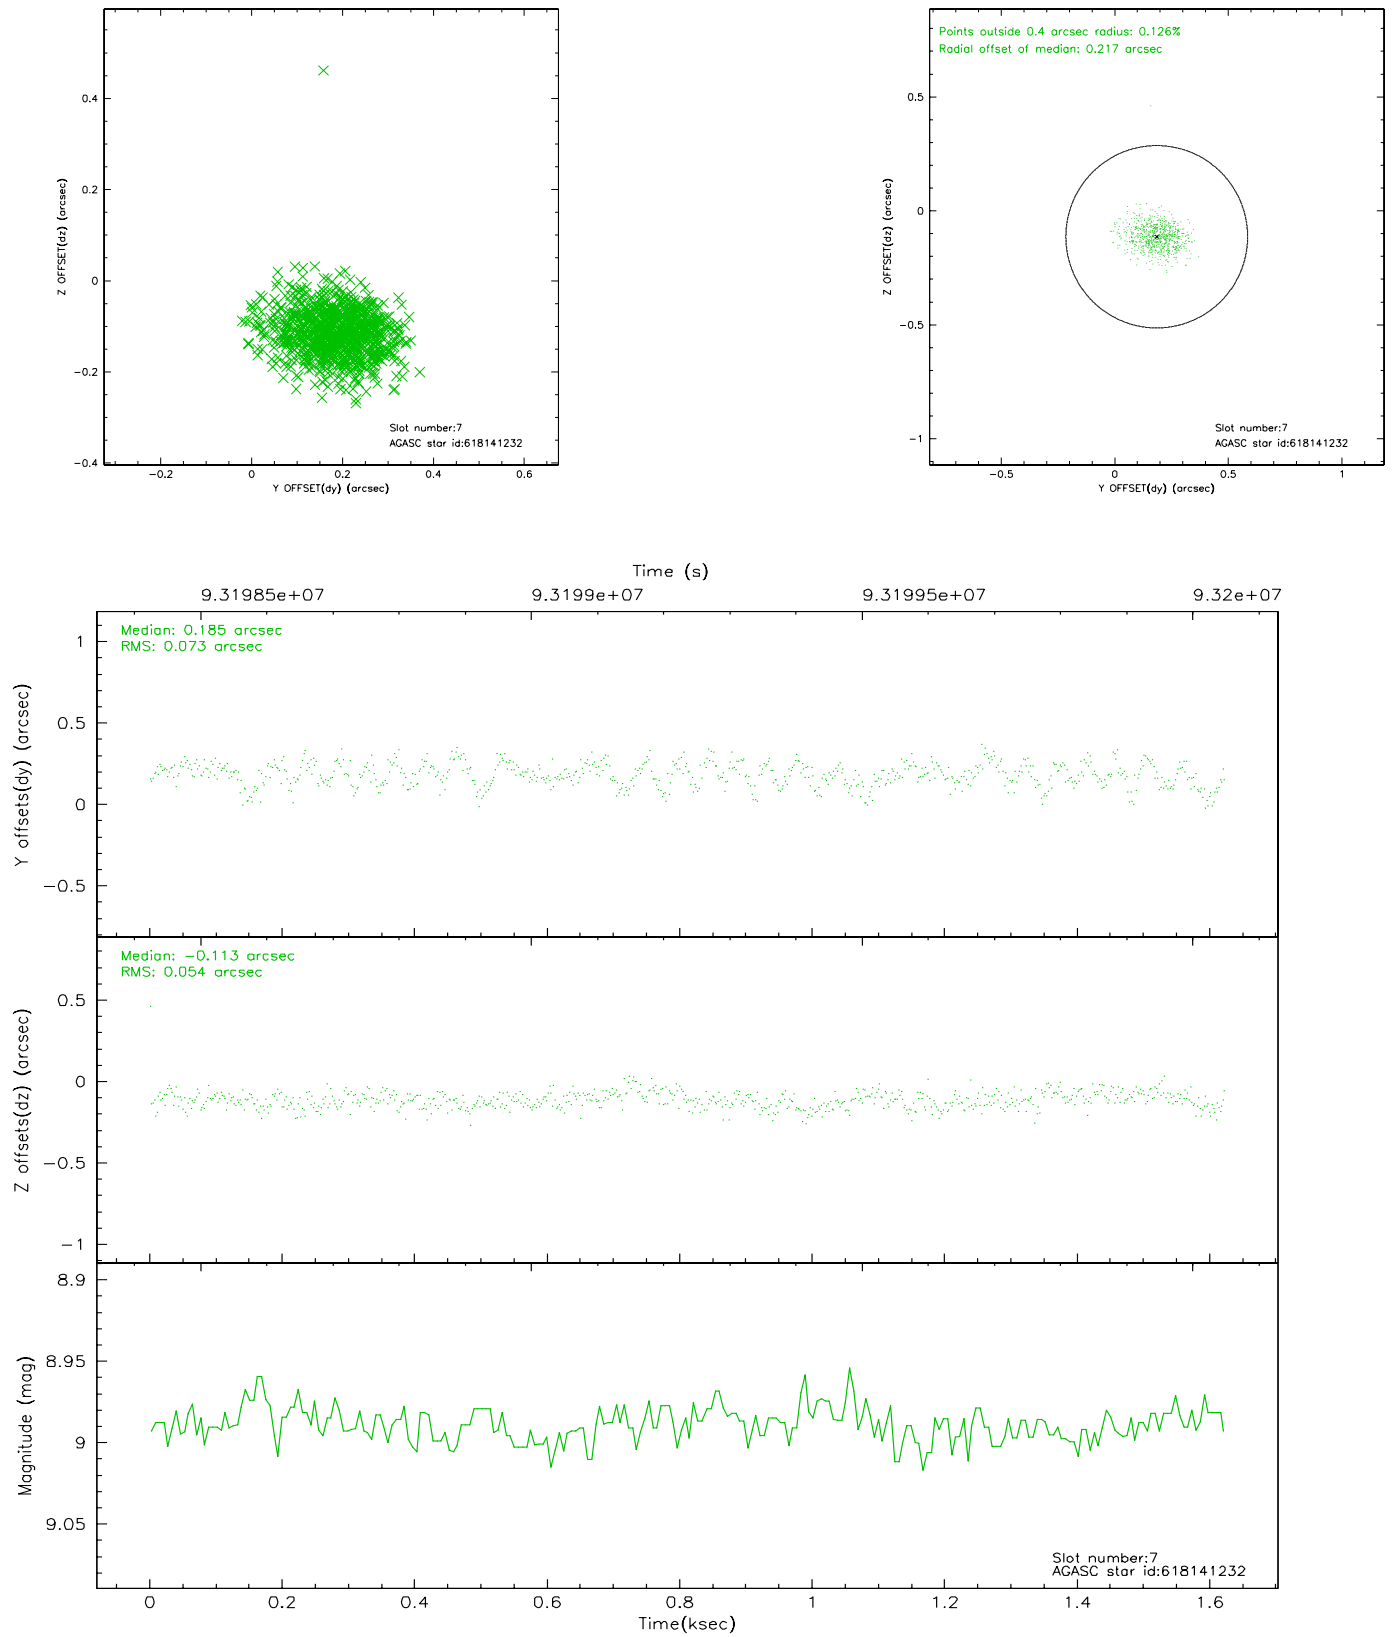 Z OFFSET(dz) (arcsec)
0.4
0.2
0
−0.2
−0.4
−0.2
0
0.2
0.4
0.6
Y OFFSET(dy) (arcsec)
Slot number:7
AGASC star id:618141232
Points outside 0.4 arcsec radius: 0.126%
Radial offset of median: 0.217 arcsec
Z OFFSET(dz) (arcsec)
0.5
0
−0.5
−1
−0.5
0
0.5
1
Y OFFSET(dy) (arcsec)
Slot number:7
AGASC star id:618141232
Time (s)
9.31985e+07
9.3199e+07
9.31995e+07
9.32e+07
Median: 0.185 arcsec
RMS: 0.073 arcsec
Y offsets(dy) (arcsec)
1
0.5
0
−0.5
Median: −0.113 arcsec
RMS: 0.054 arcsec
Z offsets(dz) (arcsec)
0.5
0
−0.5
−1
Magnitude (mag)
8.9
8.95
9
9.05
Slot number:7
AGASC star id:618141232
0
0.2
0.4
0.6
0.8
1
1.2
1.4
1.6
Time(ksec)